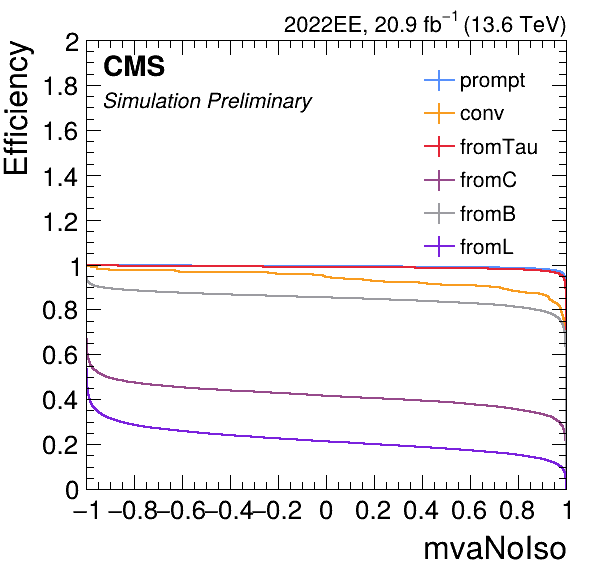 2022EE, 20.9 fb⁻¹ (13.6 TeV)
Efficiency
CMS
Simulation Preliminary
prompt
conv
fromTau
fromC
fromB
fromL
2
1.8
1.6
1.4
1.2
1
0.8
0.6
0.4
0.2
0
−1 −0.8 −0.6 −0.4 −0.2 0 0.2 0.4 0.6 0.8 1
mvaNoIso